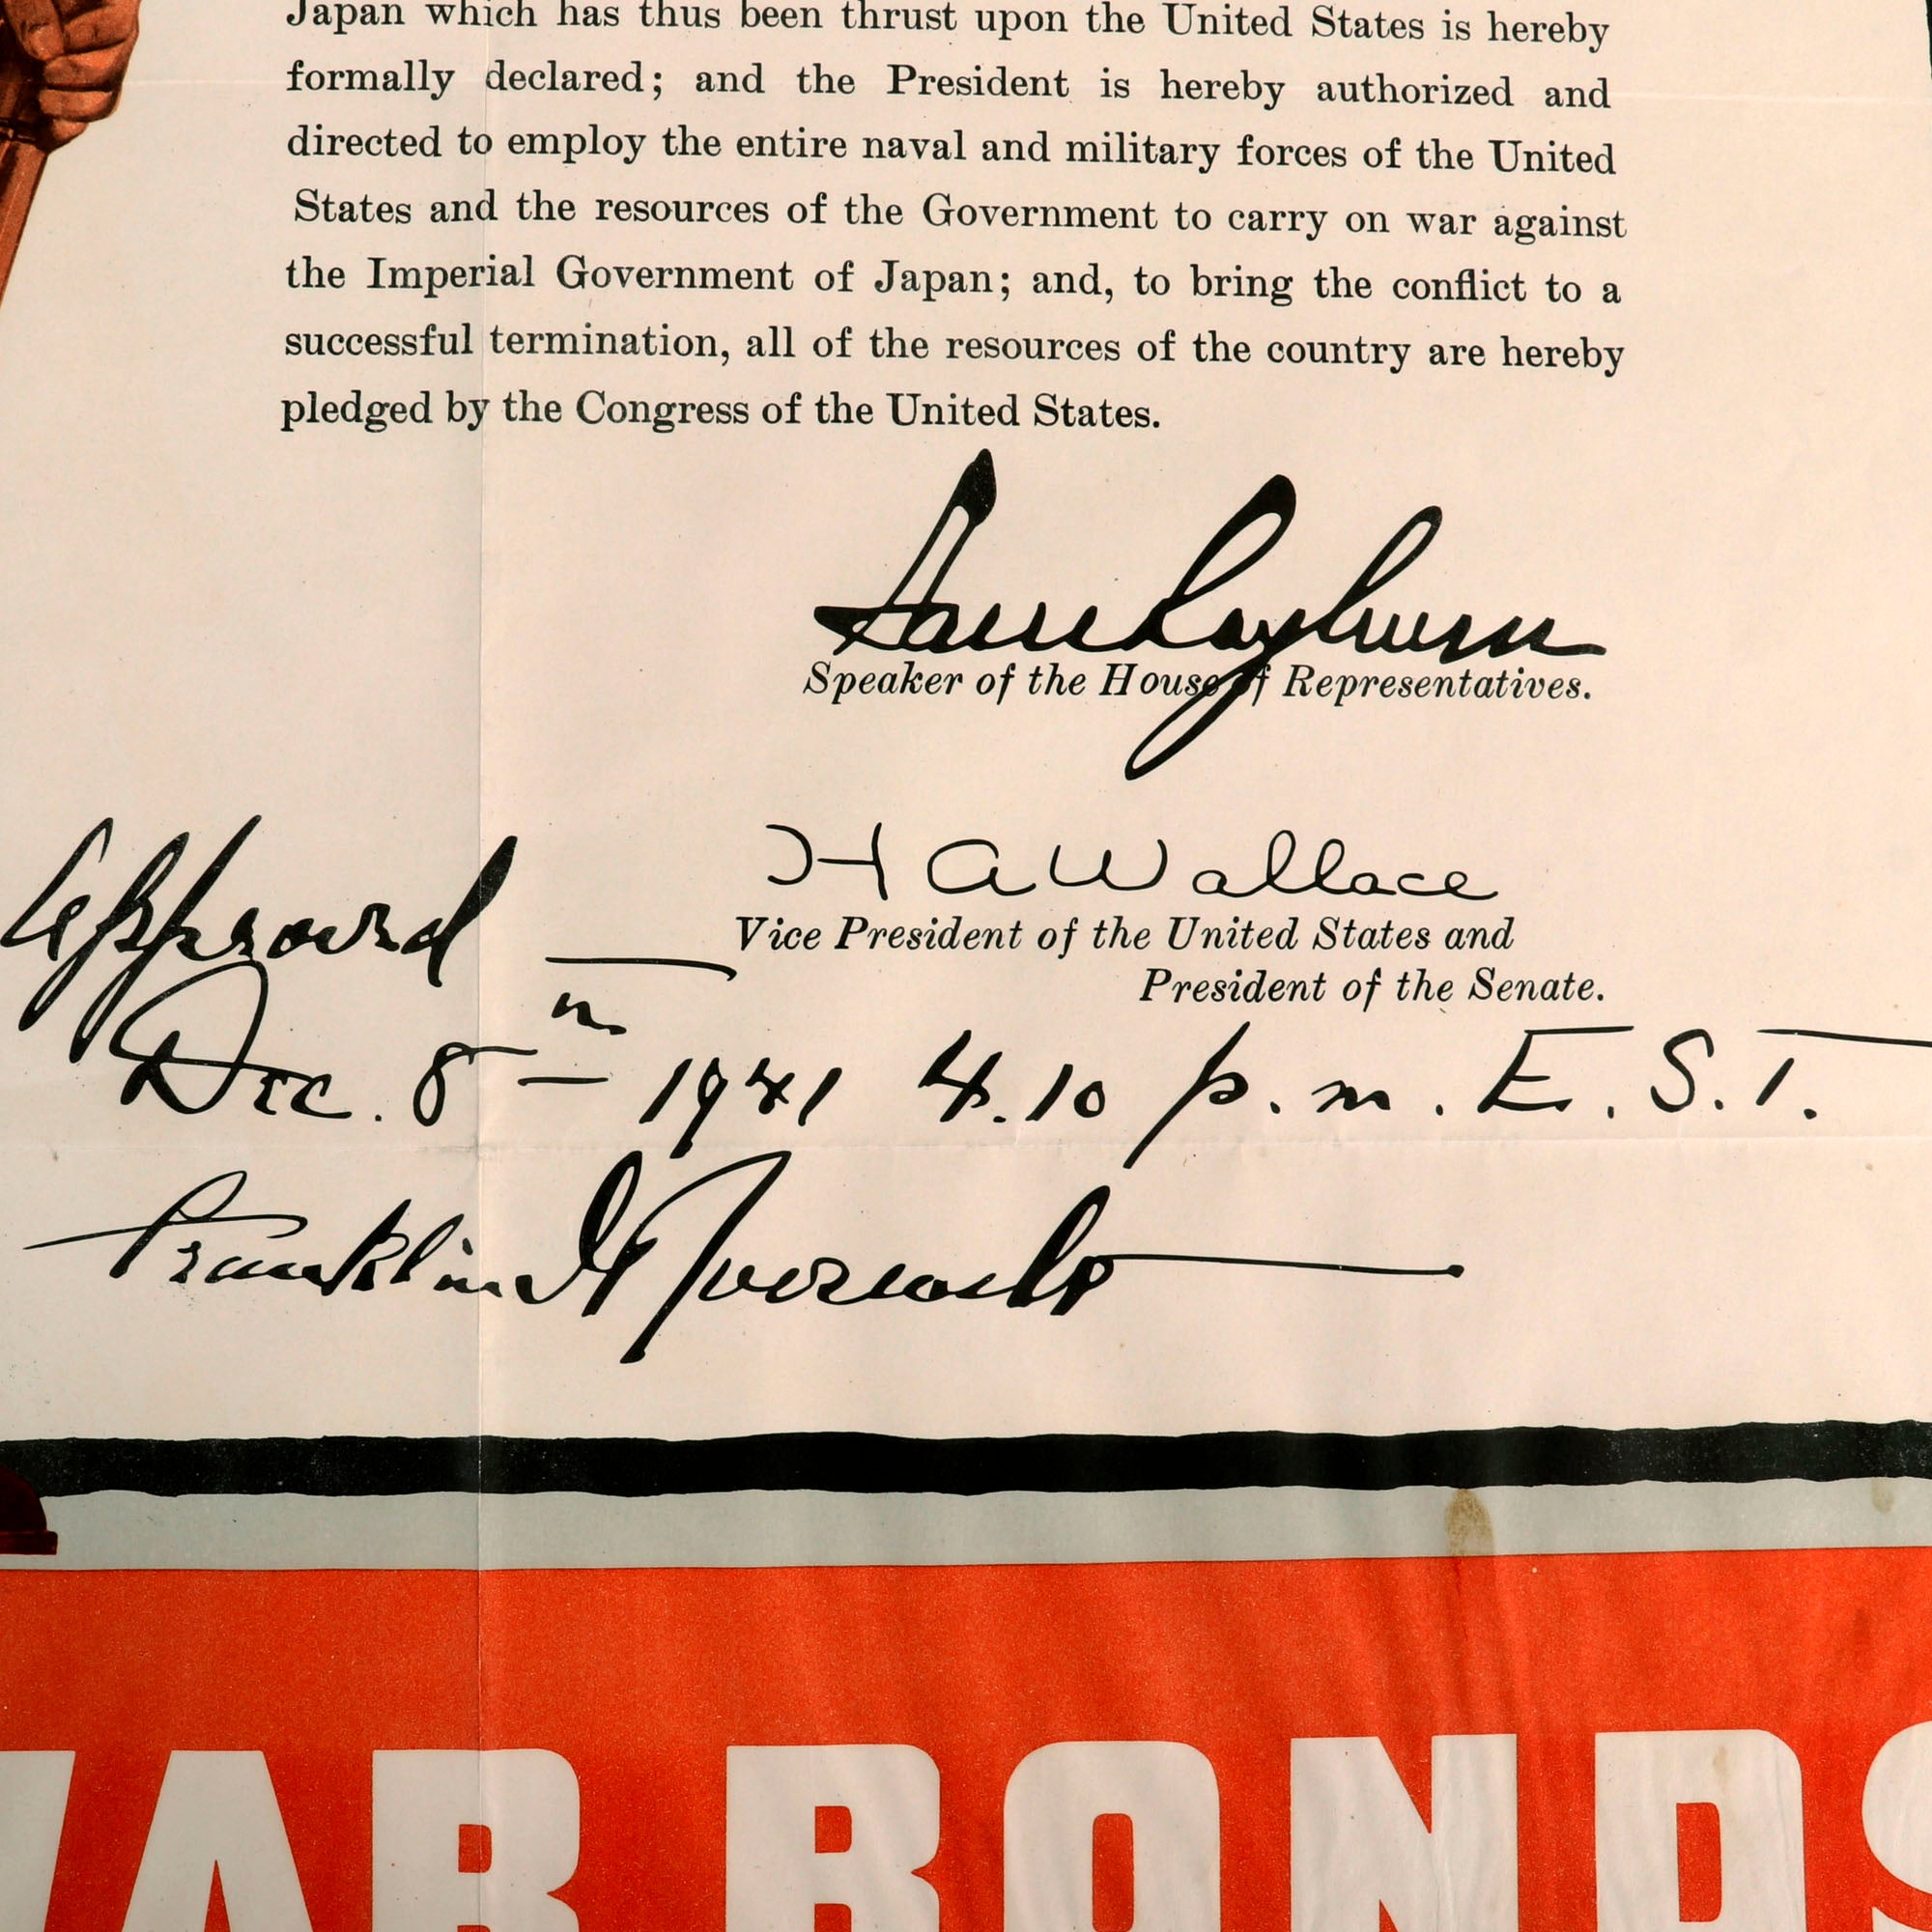 Japan which has thus been thrust upon the United States is hereby
formally declared; and the President is hereby authorized and
directed to employ the entire naval and military forces of the United
States and the resources of the Government to carry on war against
the Imperial Government of Japan; and, to bring the conflict to a
successful termination, all of the resources of the country are hereby
pledged by the Congress of the United States.
Sam Rayburn
Speaker of the House of Representatives.
H A Wallace
Vice President of the United States and
President of the Senate.
Approved
Dec. 8th 1941 4.10 p.m. E.S.T.
Franklin D Roosevelt
WAR BONDS